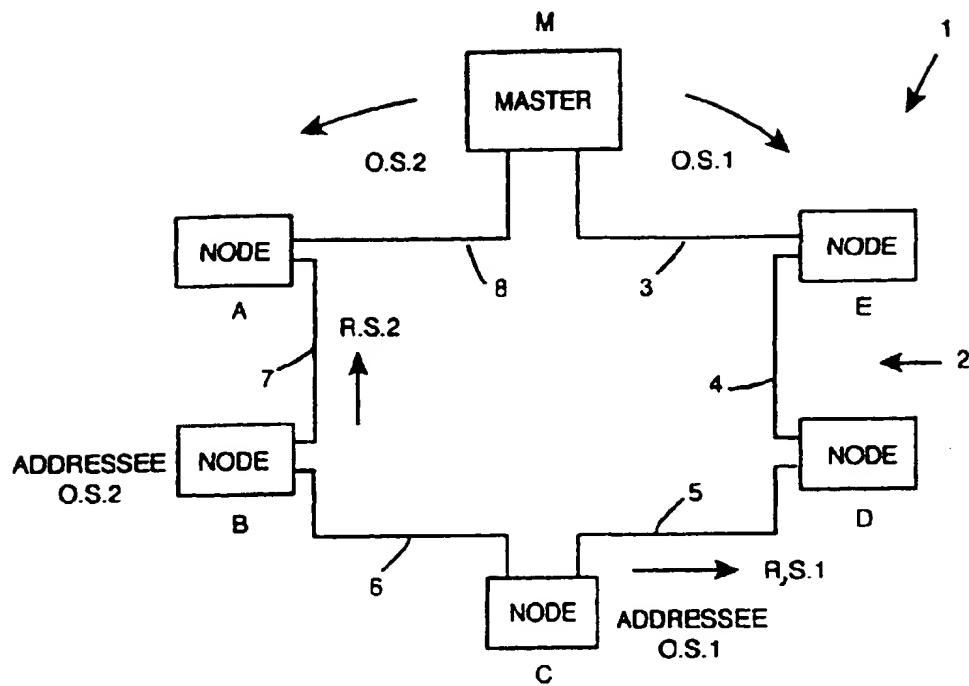 M
1
MASTER
O.S.2
O.S.1
NODE
NODE
8
3
A
E
R.S.2
7
4
2
ADDRESSEE
O.S.2
NODE
NODE
B
5
D
6
R,S.1
NODE
ADDRESSEE
O.S.1
C